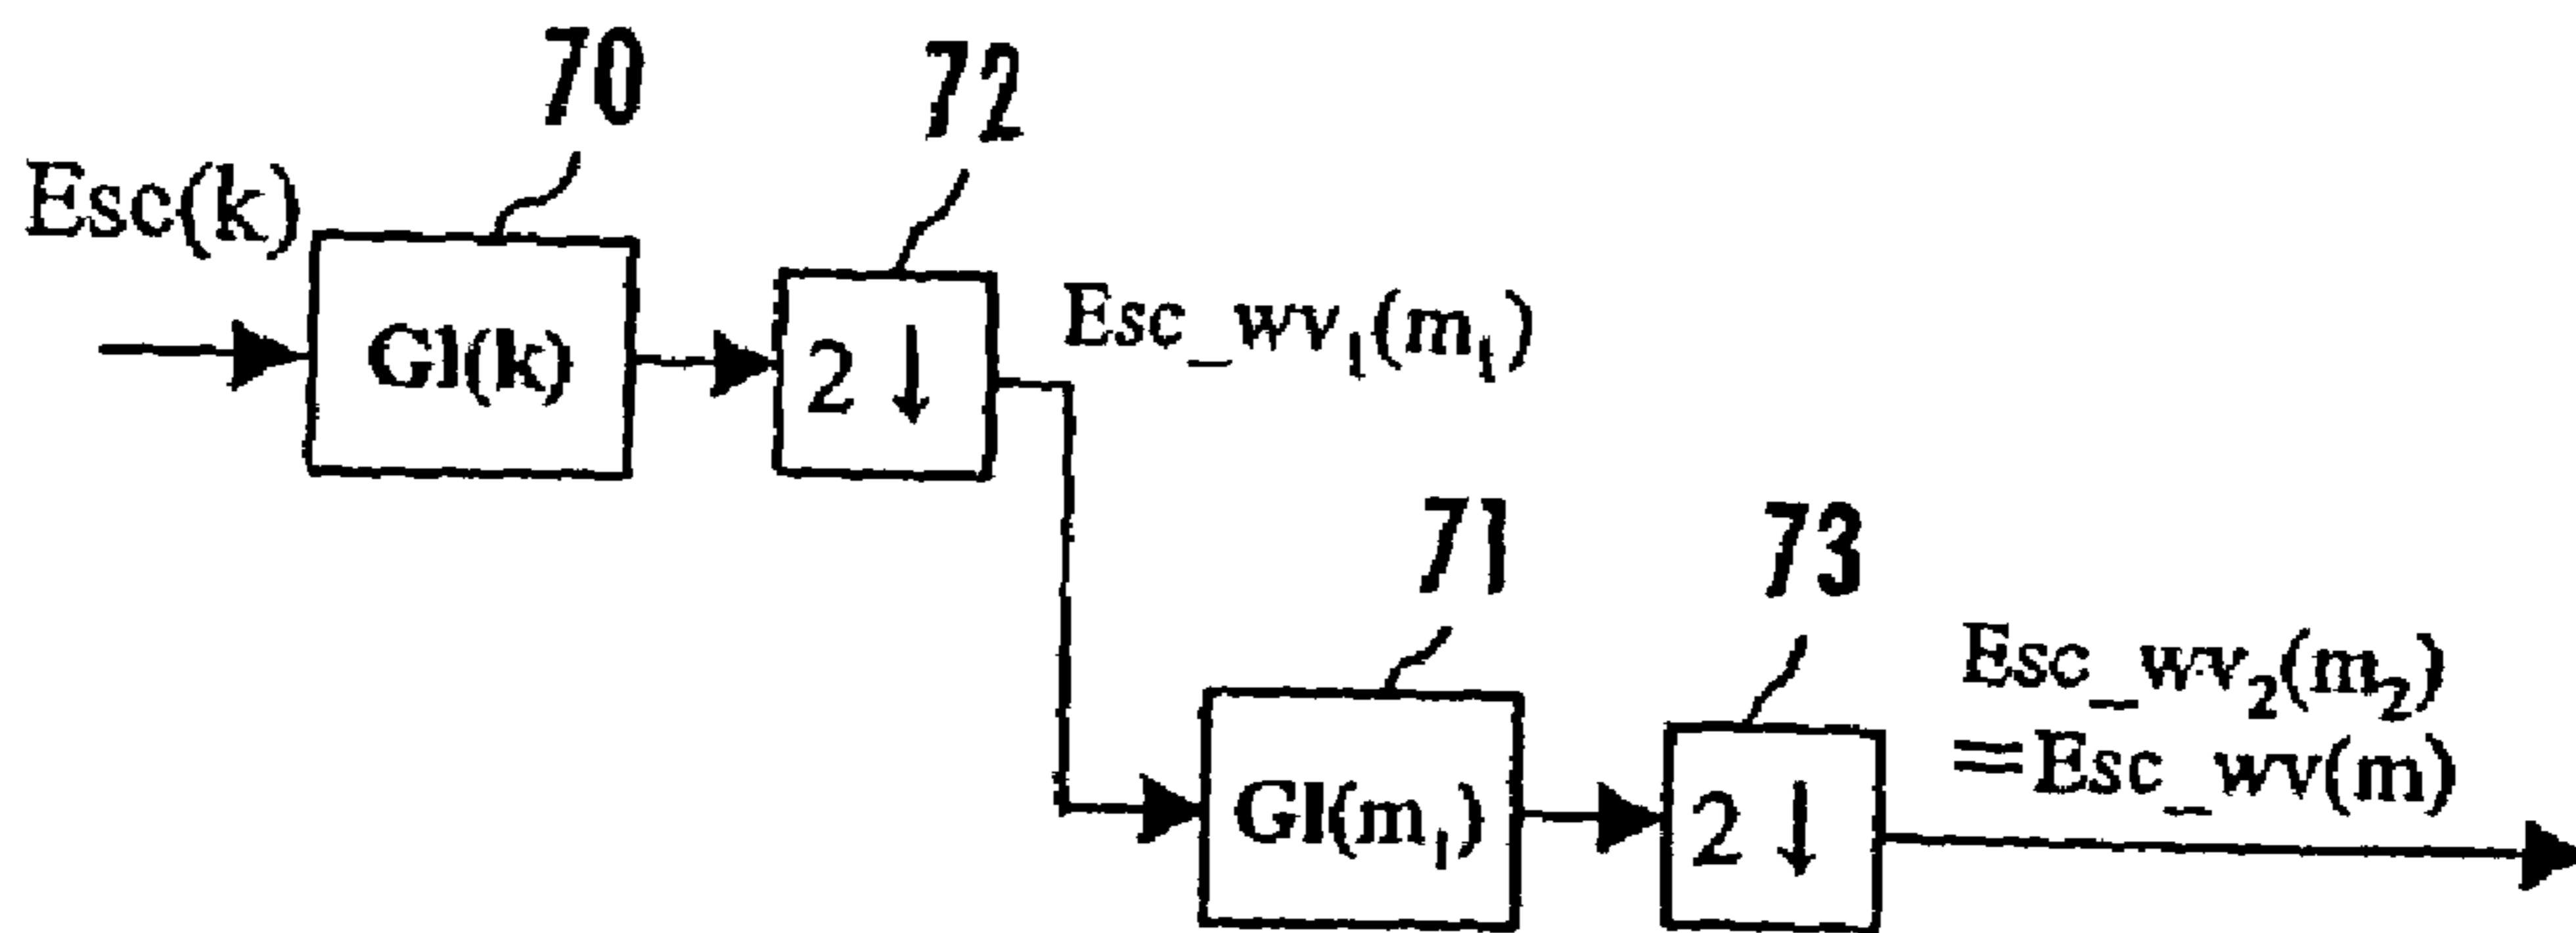 70
72
Esc(k)
Gl(k)
2 ↓
Esc_wv₁(m₁)
71
73
Gl(m₁)
2 ↓
Esc_wv₂(m₂)
=Esc_wv(m)